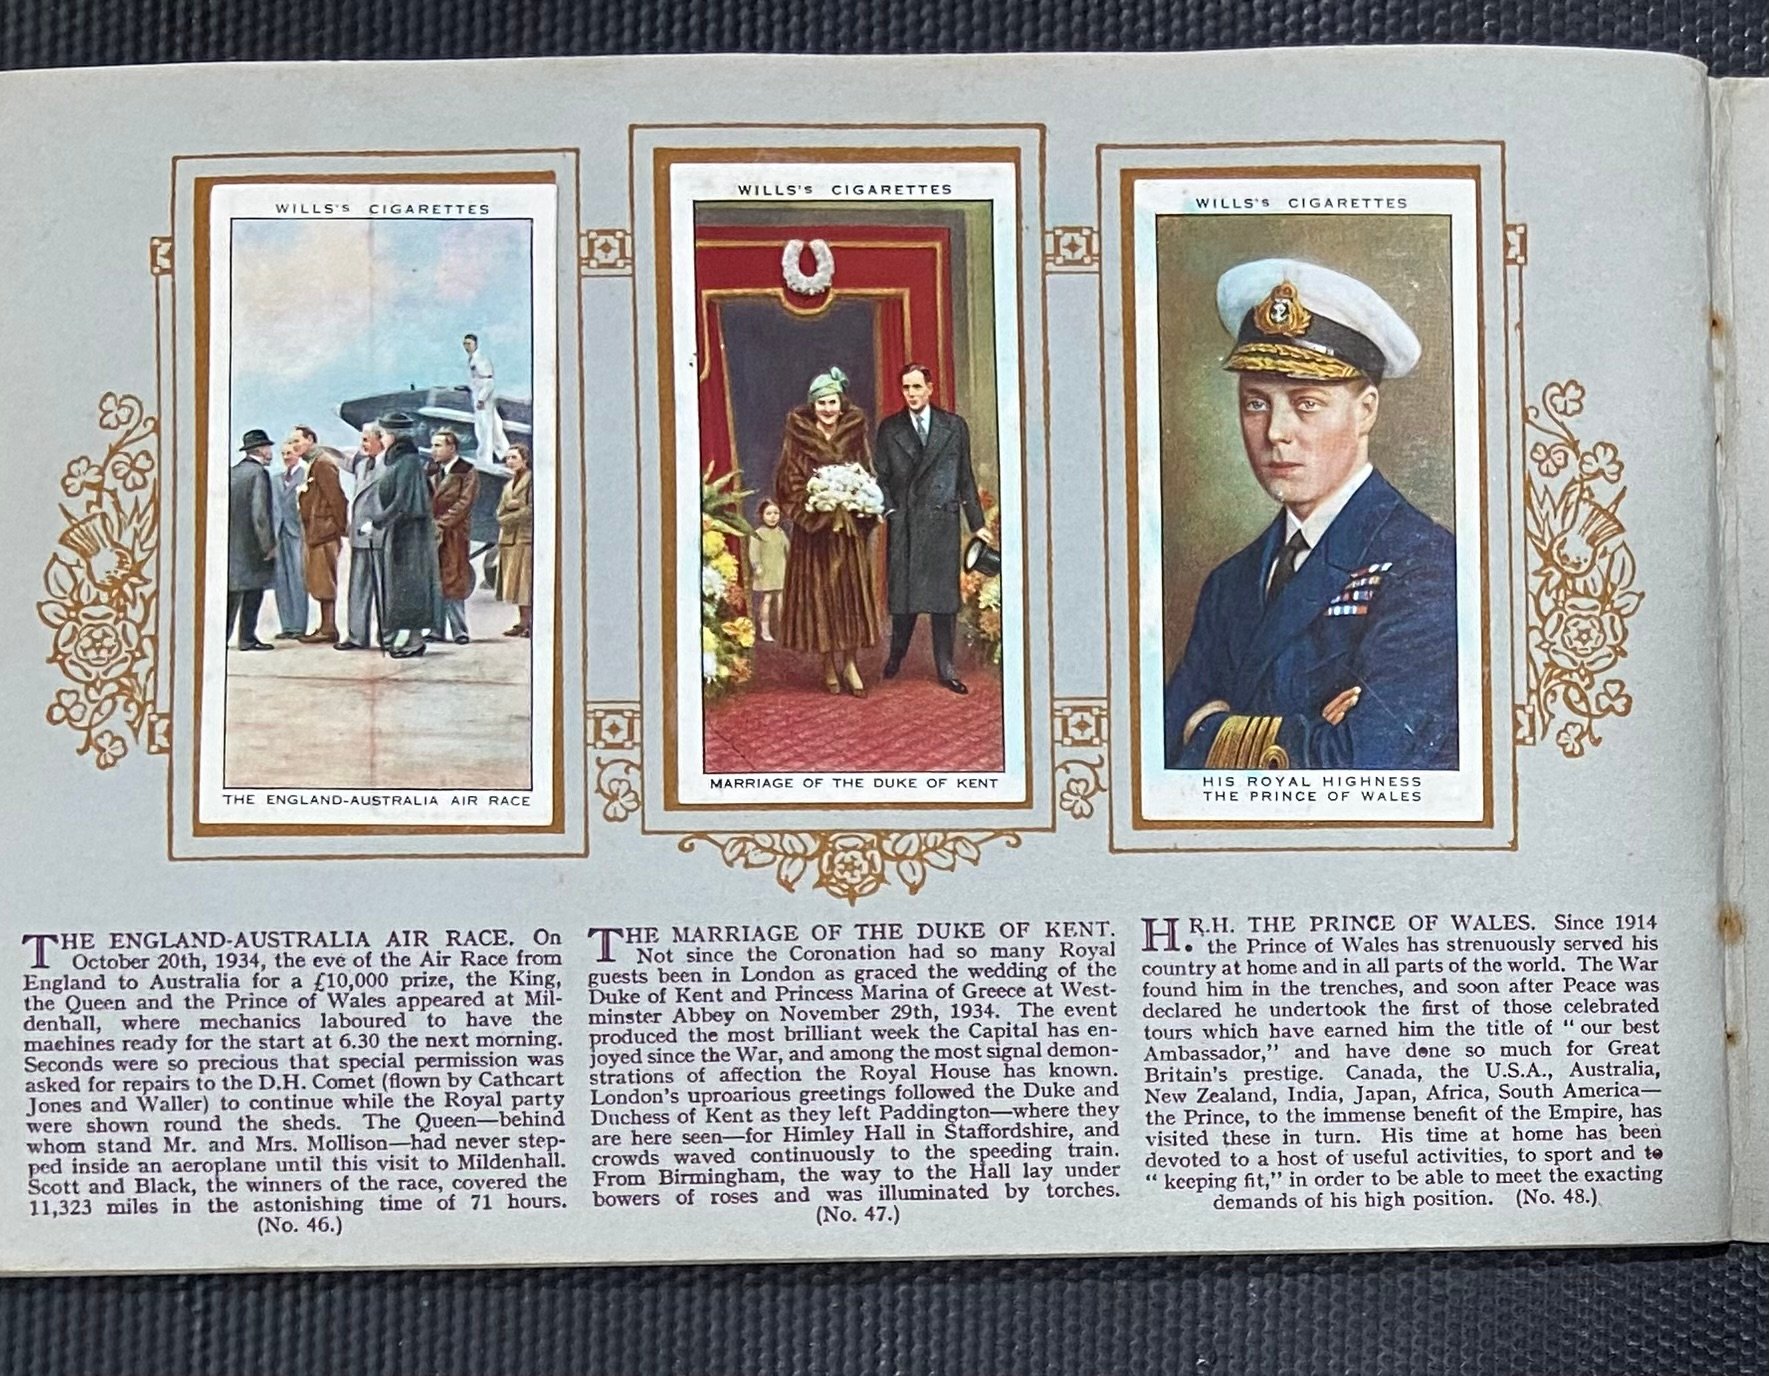 WILLS'S CIGARETTES
THE ENGLAND-AUSTRALIA AIR RACE
WILLS'S CIGARETTES
MARRIAGE OF THE DUKE OF KENT
WILLS'S CIGARETTES
HIS ROYAL HIGHNESS
THE PRINCE OF WALES
THE ENGLAND-AUSTRALIA AIR RACE. On
October 20th, 1934, the eve of the Air Race from
England to Australia for a £10,000 prize, the King,
the Queen and the Prince of Wales appeared at Mil-
denhall, where mechanics laboured to have the
machines ready for the start at 6.30 the next morning.
Seconds were so precious that special permission was
asked for repairs to the D.H. Comet (flown by Cathcart
Jones and Waller) to continue while the Royal party
were shown round the sheds. The Queen—behind
whom stand Mr. and Mrs. Mollison—had never step-
ped inside an aeroplane until this visit to Mildenhall.
Scott and Black, the winners of the race, covered the
11,323 miles in the astonishing time of 71 hours.
(No. 46.)
THE MARRIAGE OF THE DUKE OF KENT.
Not since the Coronation had so many Royal
guests been in London as graced the wedding of the
Duke of Kent and Princess Marina of Greece at West-
minster Abbey on November 29th, 1934. The event
produced the most brilliant week the Capital has en-
joyed since the War, and among the most signal demon-
strations of affection the Royal House has known.
London's uproarious greetings followed the Duke and
Duchess of Kent as they left Paddington—where they
are here seen—for Himley Hall in Staffordshire, and
crowds waved continuously to the speeding train.
From Birmingham, the way to the Hall lay under
bowers of roses and was illuminated by torches.
(No. 47.)
H.R.H. THE PRINCE OF WALES. Since 1914
the Prince of Wales has strenuously served his
country at home and in all parts of the world. The War
found him in the trenches, and soon after Peace was
declared he undertook the first of those celebrated
tours which have earned him the title of "our best
Ambassador," and have done so much for Great
Britain's prestige. Canada, the U.S.A., Australia,
New Zealand, India, Japan, Africa, South America—
the Prince, to the immense benefit of the Empire, has
visited these in turn. His time at home has been
devoted to a host of useful activities, to sport and to
"keeping fit," in order to be able to meet the exacting
demands of his high position. (No. 48.)